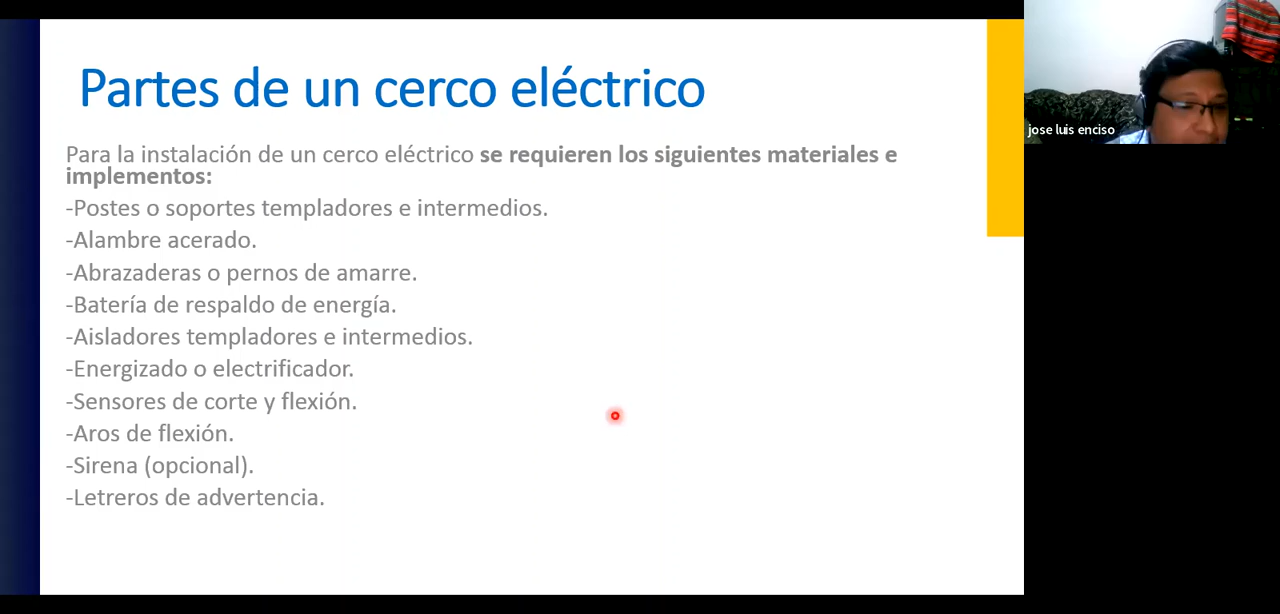 Partes de un cerco eléctrico
Para la instalación de un cerco eléctrico se requieren los siguientes materiales e
implementos:
-Postes o soportes templadores e intermedios.
-Alambre acerado.
-Abrazaderas o pernos de amarre.
-Batería de respaldo de energía.
-Aisladores templadores e intermedios.
-Energizado o electrificador.
-Sensores de corte y flexión.
-Aros de flexión.
-Sirena (opcional).
-Letreros de advertencia.
jose luis enciso